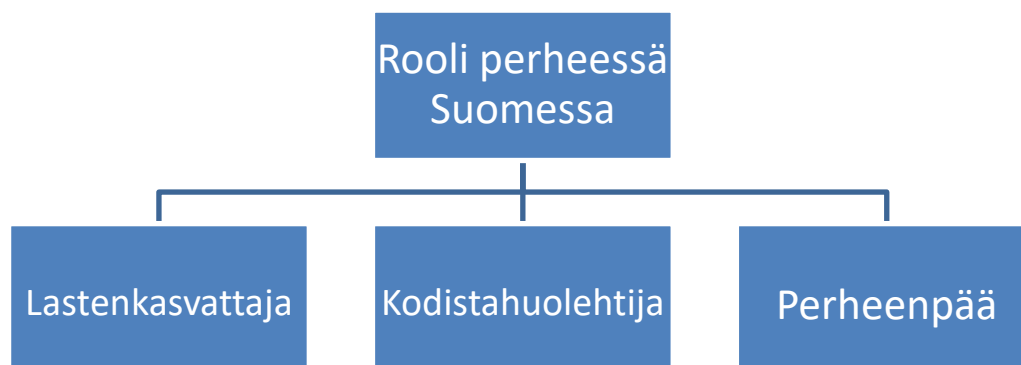 Rooli perheessä
Suomessa
Lastenkasvattaja
Kodistahuolehtija
Perheenpää